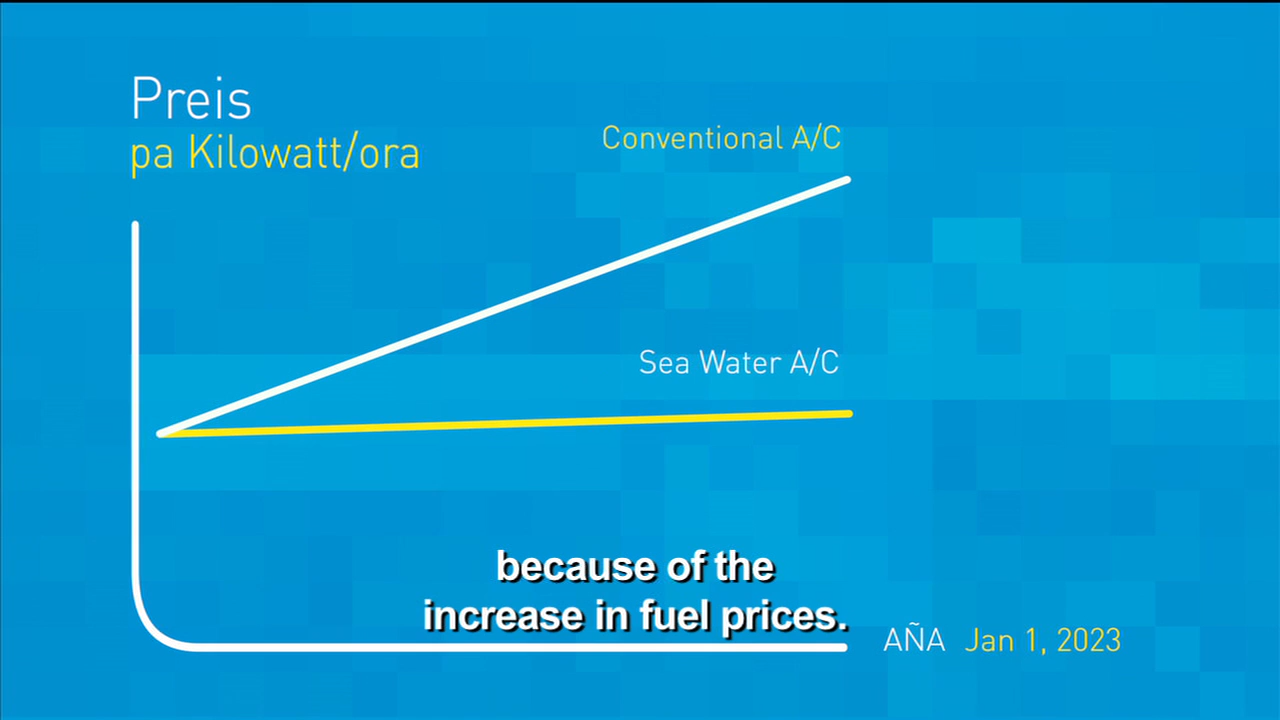 Preis
pa Kilowatt/ora
Conventional A/C
Sea Water A/C
because of the
increase in fuel prices.
AÑA Jan 1, 2023